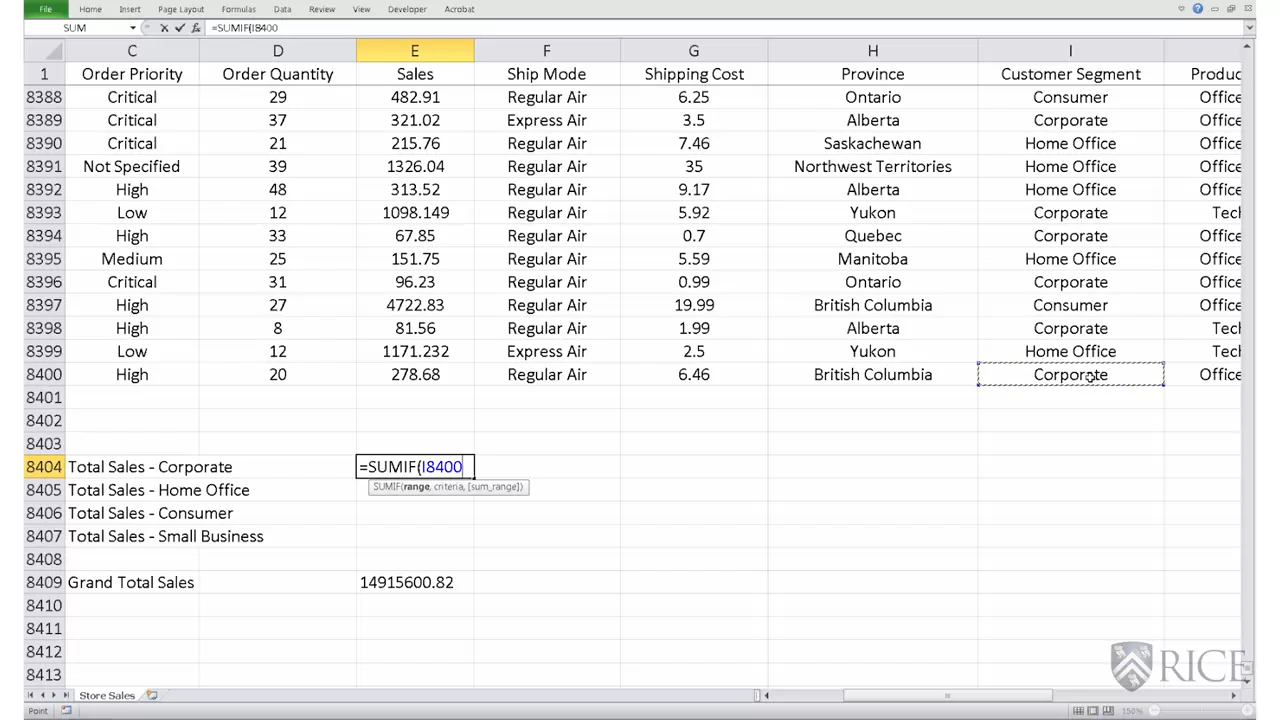 File Home Insert Page Layout Formulas Data Review View Developer Acrobat
SUM =SUMIF(I8400
C D E F G H I
1 Order Priority Order Quantity Sales Ship Mode Shipping Cost Province Customer Segment Produc
8388 Critical 29 482.91 Regular Air 6.25 Ontario Consumer Office
8389 Critical 37 321.02 Express Air 3.5 Alberta Corporate Office
8390 Critical 21 215.76 Regular Air 7.46 Saskachewan Home Office Office
8391 Not Specified 39 1326.04 Regular Air 35 Northwest Territories Home Office Office
8392 High 48 313.52 Regular Air 9.17 Alberta Home Office Office
8393 Low 12 1098.149 Regular Air 5.92 Yukon Corporate Tech
8394 High 33 67.85 Regular Air 0.7 Quebec Corporate Office
8395 Medium 25 151.75 Regular Air 5.59 Manitoba Home Office Office
8396 Critical 31 96.23 Regular Air 0.99 Ontario Corporate Office
8397 High 27 4722.83 Regular Air 19.99 British Columbia Consumer Office
8398 High 8 81.56 Regular Air 1.99 Alberta Corporate Tech
8399 Low 12 1171.232 Express Air 2.5 Yukon Home Office Tech
8400 High 20 278.68 Regular Air 6.46 British Columbia Corporate Office
8401
8402
8403
8404 Total Sales - Corporate =SUMIF(I8400
SUMIF(range, criteria, [sum_range])
8405 Total Sales - Home Office
8406 Total Sales - Consumer
8407 Total Sales - Small Business
8408
8409 Grand Total Sales 14915600.82
8410
8411
8412
8413
RICE
Store Sales
Point 150%